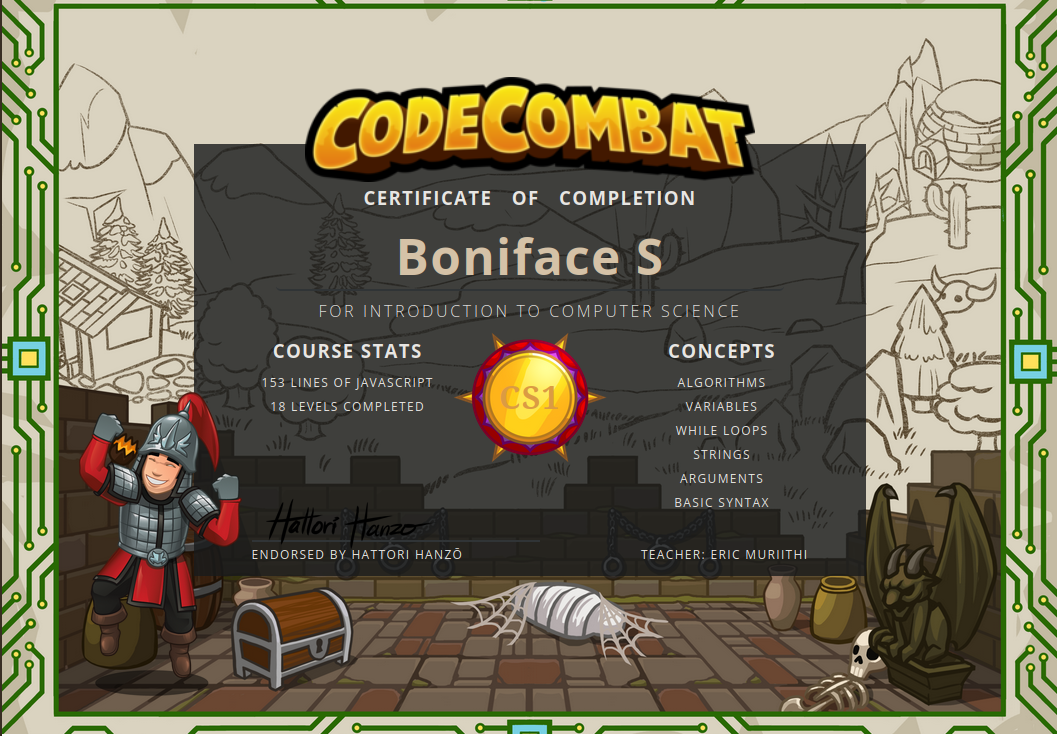 CODECOMBAT
CERTIFICATE OF COMPLETION
Boniface S
FOR INTRODUCTION TO COMPUTER SCIENCE
COURSE STATS
153 LINES OF JAVASCRIPT
18 LEVELS COMPLETED
CS1
CONCEPTS
ALGORITHMS
VARIABLES
WHILE LOOPS
STRINGS
ARGUMENTS
BASIC SYNTAX
Hattori Hanzo
ENDORSED BY HATTORI HANZŌ
TEACHER: ERIC MURIITHI